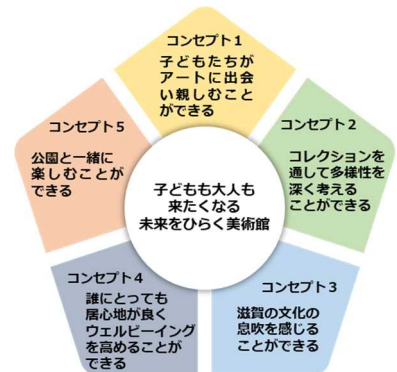 コンセプト1
子どもたちが
アートに出会
い親しむこと
ができる
コンセプト2
コレクションを
通して多様性を
深く考える
ことができる
コンセプト3
滋賀の文化の
息吹を感じる
ことができる
コンセプト4
誰にとっても
居心地が良く
ウェルビーイング
を高めることが
できる
コンセプト5
公園と一緒に
楽しむことが
できる
子どもも大人も
来たくなる
未来をひらく美術館